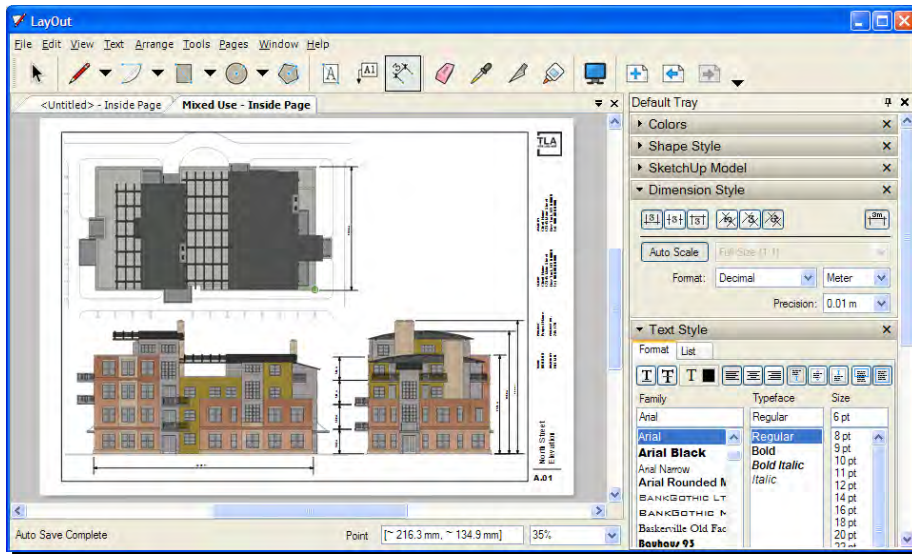 LayOut
File Edit View Text Arrange Tools Pages Window Help
A A1
<Untitled> - Inside Page Mixed Use - Inside Page
Default Tray
Colors
Shape Style
SketchUp Model
Dimension Style
3m
Auto Scale Full Size (1:1)
Format: Decimal Meter
Precision: 0.01 m
Text Style
Format List
T T T
Family Typeface Size
Arial Regular 6 pt
Arial Regular 8 pt
Arial Black Bold 9 pt
Arial Narrow Bold Italic 10 pt
Arial Rounded M Italic 11 pt
12 pt
BankGothic Lt 14 pt
BankGothic M 16 pt
Baskerville Old Fac 18 pt
20 pt
Bauhaus 93 22 pt
TLA
North Street
Elevation
A.01
Auto Save Complete Point [~ 216.3 mm, ~ 134.9 mm] 35%